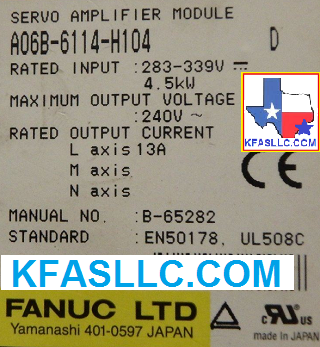 SERVO AMPLIFIER MODULE
A06B-6114-H104 D
RATED INPUT :283-339V
4.5kW
MAXIMUM OUTPUT VOLTAGE
:240V ~
RATED OUTPUT CURRENT
L axis 13A
M axis
N axis
KFASLLC.COM
CE
MANUAL NO. :B-65282
STANDARD :EN50178, UL508C
KFASLLC.COM
FANUC LTD
Yamanashi 401-0597 JAPAN
c RU US
made in JAPAN